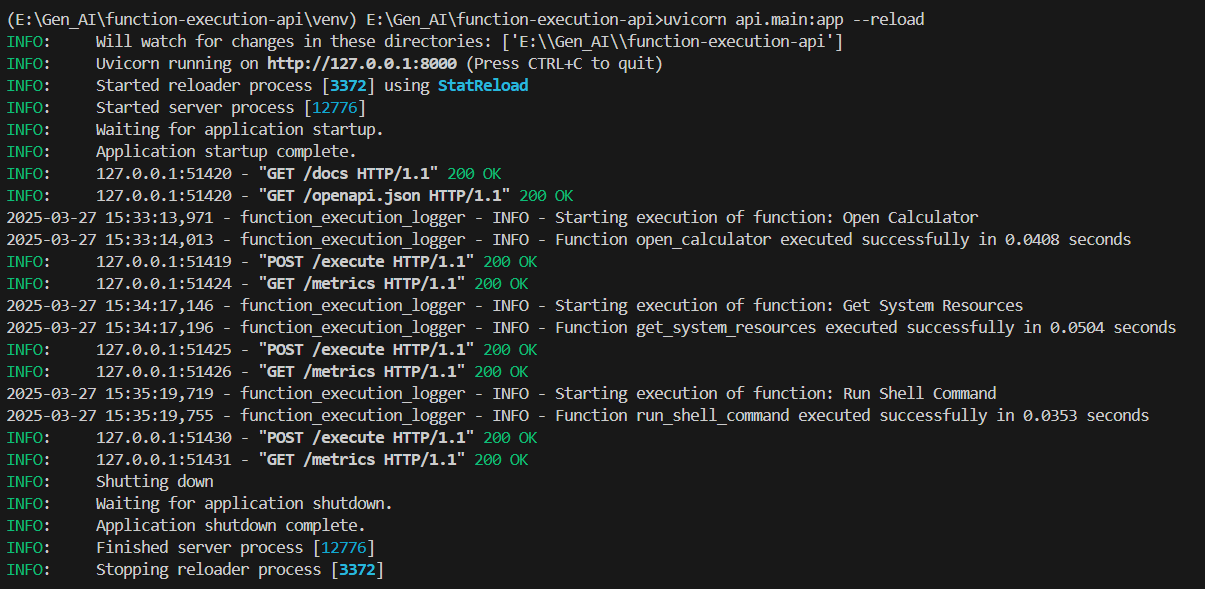 (E:\Gen_AI\function-execution-api\venv) E:\Gen_AI\function-execution-api>uvicorn api.main:app --reload
INFO:     Will watch for changes in these directories: ['E:\\Gen_AI\\function-execution-api']
INFO:     Uvicorn running on http://127.0.0.1:8000 (Press CTRL+C to quit)
INFO:     Started reloader process [3372] using StatReload
INFO:     Started server process [12776]
INFO:     Waiting for application startup.
INFO:     Application startup complete.
INFO:     127.0.0.1:51420 - "GET /docs HTTP/1.1" 200 OK
INFO:     127.0.0.1:51420 - "GET /openapi.json HTTP/1.1" 200 OK
2025-03-27 15:33:13,971 - function_execution_logger - INFO - Starting execution of function: Open Calculator
2025-03-27 15:33:14,013 - function_execution_logger - INFO - Function open_calculator executed successfully in 0.0408 seconds
INFO:     127.0.0.1:51419 - "POST /execute HTTP/1.1" 200 OK
INFO:     127.0.0.1:51424 - "GET /metrics HTTP/1.1" 200 OK
2025-03-27 15:34:17,146 - function_execution_logger - INFO - Starting execution of function: Get System Resources
2025-03-27 15:34:17,196 - function_execution_logger - INFO - Function get_system_resources executed successfully in 0.0504 seconds
INFO:     127.0.0.1:51425 - "POST /execute HTTP/1.1" 200 OK
INFO:     127.0.0.1:51426 - "GET /metrics HTTP/1.1" 200 OK
2025-03-27 15:35:19,719 - function_execution_logger - INFO - Starting execution of function: Run Shell Command
2025-03-27 15:35:19,755 - function_execution_logger - INFO - Function run_shell_command executed successfully in 0.0353 seconds
INFO:     127.0.0.1:51430 - "POST /execute HTTP/1.1" 200 OK
INFO:     127.0.0.1:51431 - "GET /metrics HTTP/1.1" 200 OK
INFO:     Shutting down
INFO:     Waiting for application shutdown.
INFO:     Application shutdown complete.
INFO:     Finished server process [12776]
INFO:     Stopping reloader process [3372]